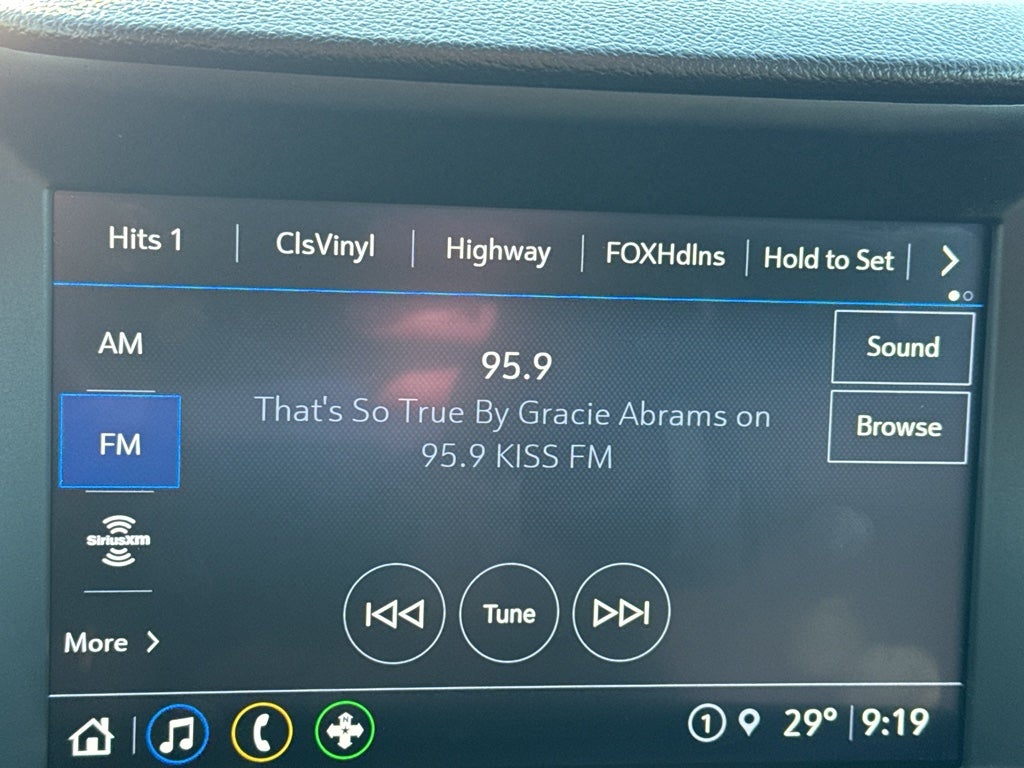 Hits 1
ClsVinyl
Highway
FOXHdlns
Hold to Set
AM
FM
SiriusXM
More
95.9
That's So True By Gracie Abrams on
95.9 KISS FM
Sound
Browse
Tune
N
1
29° 9:19